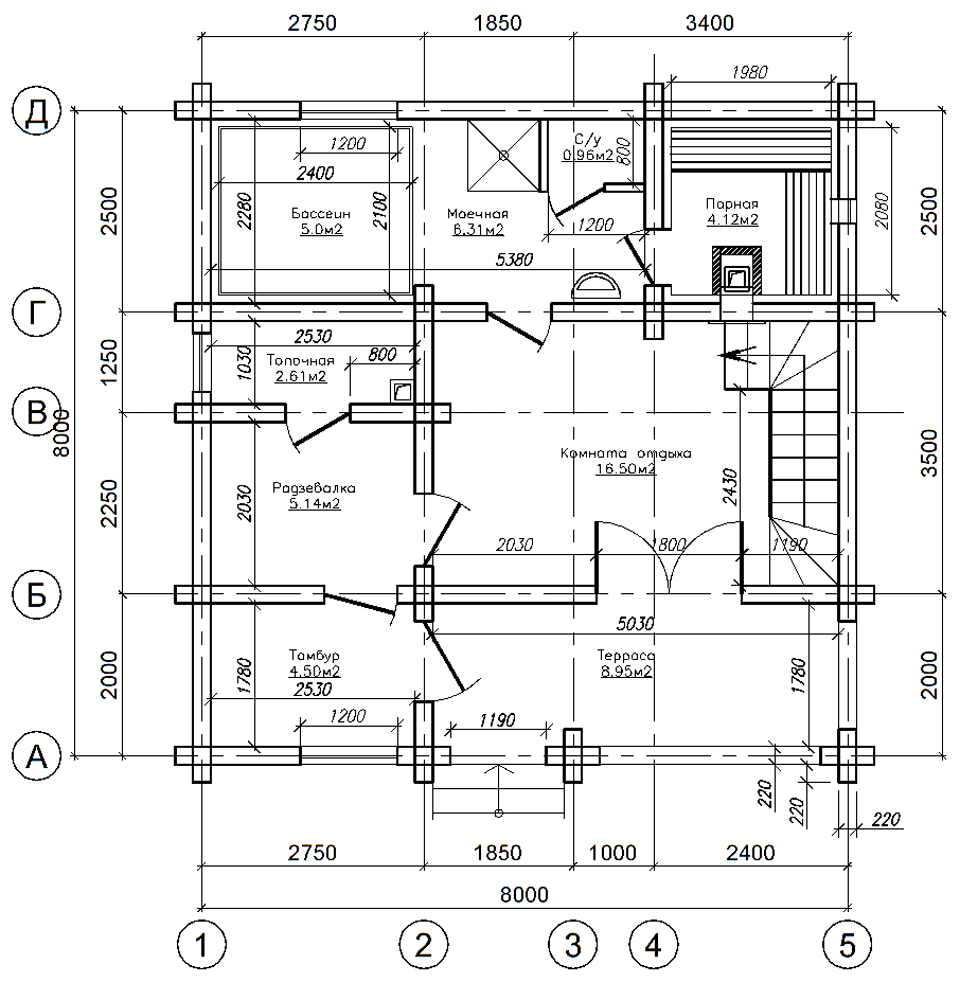 2750 1850 3400
1980
Д
1200
С/у
0.96м2
800
2400
2500
2280
Бассейн
5.0м2
2100
Моечная
6.31м2
1200
Парная
4.12м2
2080
2500
5380
Г
2530
1250
1030
Топочная
2.61м2
800
В
8000
Комната отдыха
16.50м2
2430
3500
2250
2030
Радзевалка
5.14м2
2030 1800 1190
Б
5030
2000
1780
Тамбур
4.50м2
2530
Терраса
8.95м2
1780
2000
1200
1190
А
220
220
220
2750 1850 1000 2400
8000
1 2 3 4 5